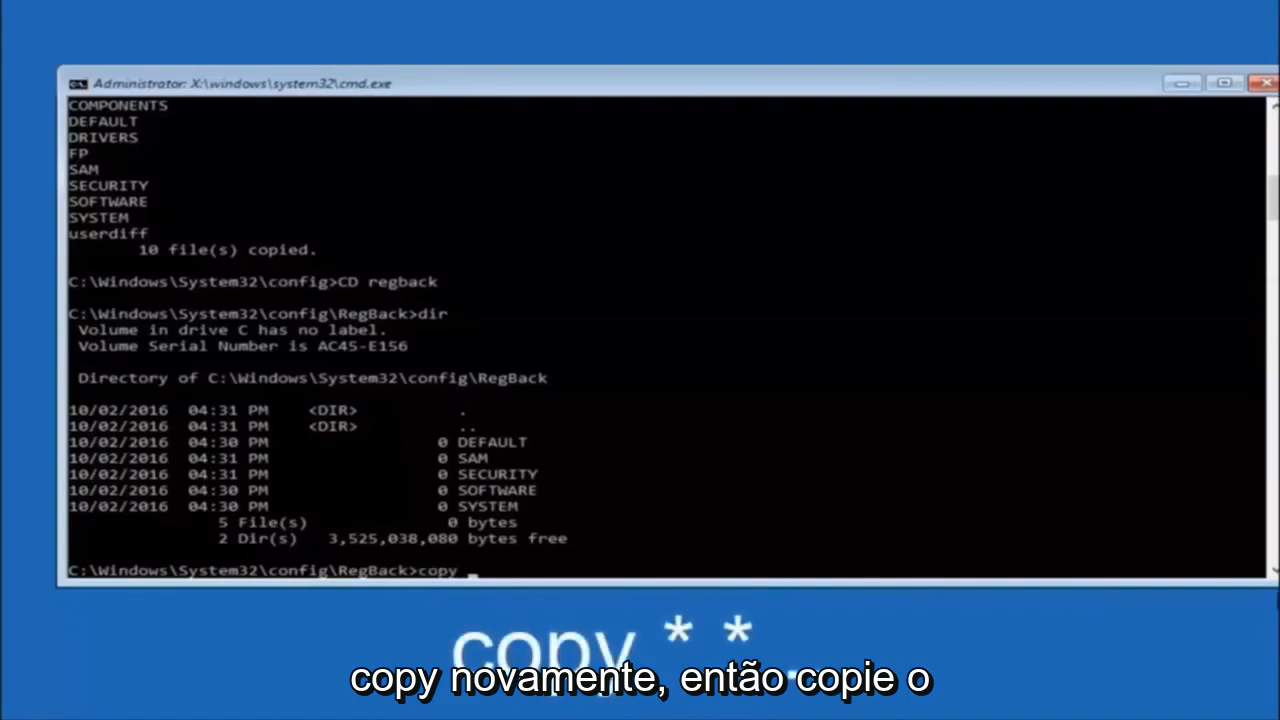 Administrator: X:\windows\system32\cmd.exe
COMPONENTS
DEFAULT
DRIVERS
FP
SAM
SECURITY
SOFTWARE
SYSTEM
userdiff
10 file(s) copied.
C:\Windows\System32\config>CD regback
C:\Windows\System32\config\RegBack>dir
Volume in drive C has no label.
Volume Serial Number is AC45-E156
Directory of C:\Windows\System32\config\RegBack
10/02/2016 04:31 PM <DIR> .
10/02/2016 04:31 PM <DIR> ..
10/02/2016 04:30 PM 0 DEFAULT
10/02/2016 04:31 PM 0 SAM
10/02/2016 04:31 PM 0 SECURITY
10/02/2016 04:30 PM 0 SOFTWARE
10/02/2016 04:30 PM 0 SYSTEM
5 File(s) 0 bytes
2 Dir(s) 3,525,038,080 bytes free
C:\Windows\System32\config\RegBack>copy _
copy * * .
copy novamente, então copie o